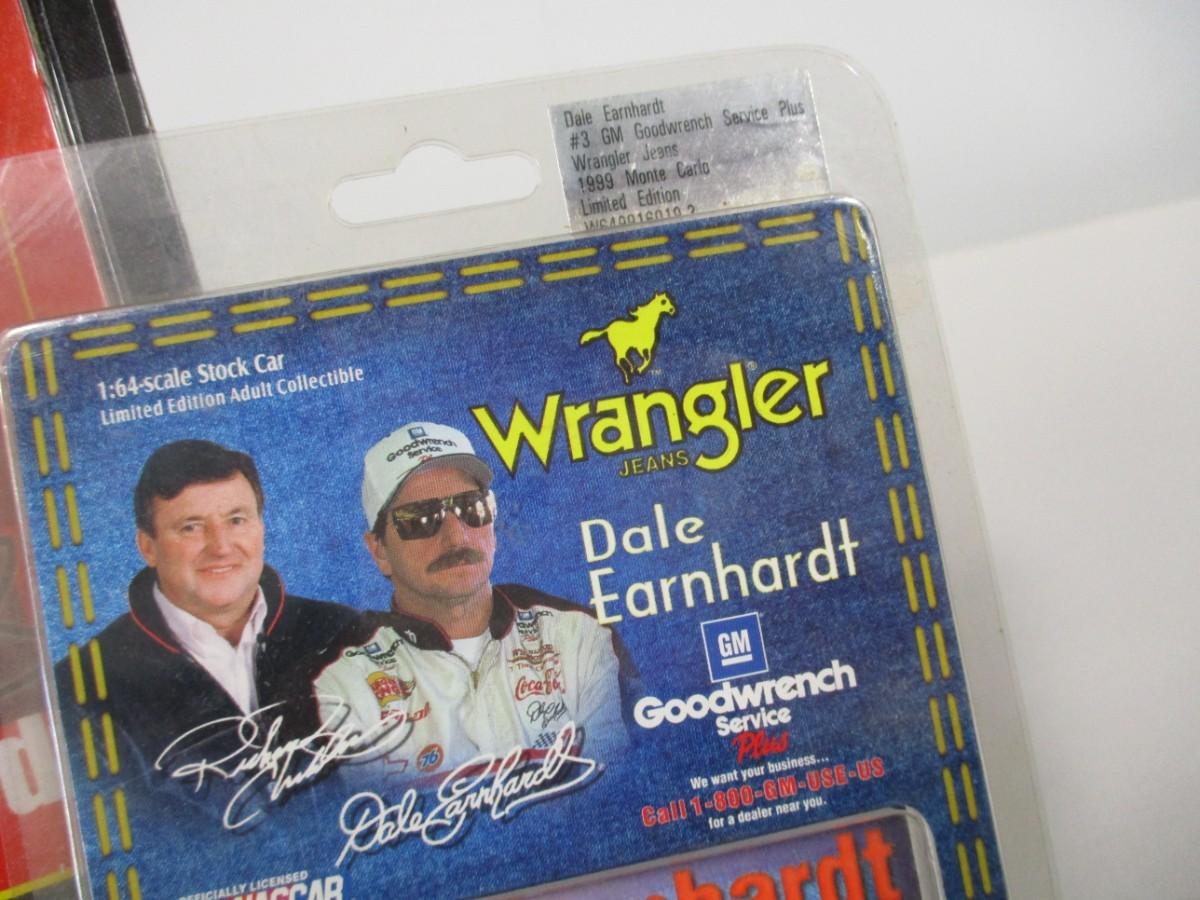 Dale Earnhardt
#3 GM Goodwrench Service Plus
Wrangler Jeans
1999 Monte Carlo
Limited Edition
1:64-scale Stock Car
Limited Edition Adult Collectible
Wrangler®
JEANS
Goodwrench
Service
Dale
Earnhardt
GM
Goodwrench
Service
Plus
We want your business...
Call 1-800-GM-USE-US
for a dealer near you.
Coca-Cola
76
Dale Earnhardt
OFFICIALLY LICENSED
NASCAR
hardt